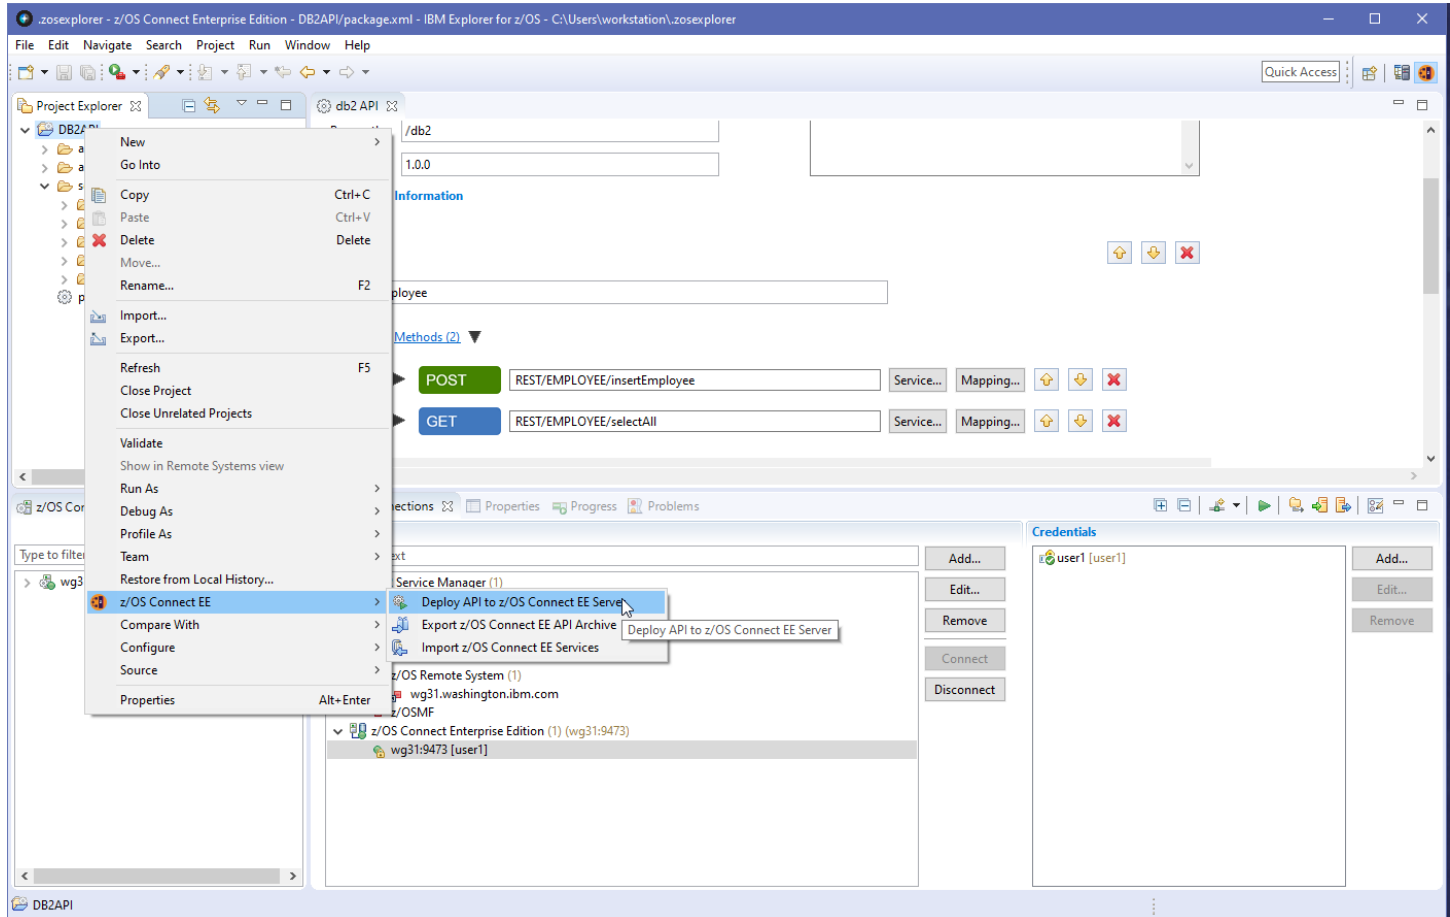 .zosexplorer - z/OS Connect Enterprise Edition - DB2API/package.xml - IBM Explorer for z/OS - C:\Users\workstation\.zosexplorer
File Edit Navigate Search Project Run Window Help
Quick Access
Project Explorer
db2 API
DB2API
/db2
1.0.0
Information
ployee
Methods (2)
POST REST/EMPLOYEE/insertEmployee Service... Mapping...
GET REST/EMPLOYEE/selectAll Service... Mapping...
New
Go Into
Copy Ctrl+C
Paste Ctrl+V
Delete Delete
Move...
Rename... F2
Import...
Export...
Refresh F5
Close Project
Close Unrelated Projects
Validate
Show in Remote Systems view
Run As
Debug As
Profile As
Team
Restore from Local History...
z/OS Connect EE
Compare With
Configure
Source
Properties Alt+Enter
Deploy API to z/OS Connect EE Server
Export z/OS Connect EE API Archive
Import z/OS Connect EE Services
Deploy API to z/OS Connect EE Server
z/OS Con
Type to filte
wg3
nections Properties Progress Problems
ext
Service Manager (1)
z/OS Remote System (1)
wg31.washington.ibm.com
z/OSMF
z/OS Connect Enterprise Edition (1) (wg31:9473)
wg31:9473 [user1]
Add...
Edit...
Remove
Connect
Disconnect
Credentials
user1 [user1]
Add...
Edit...
Remove
DB2API